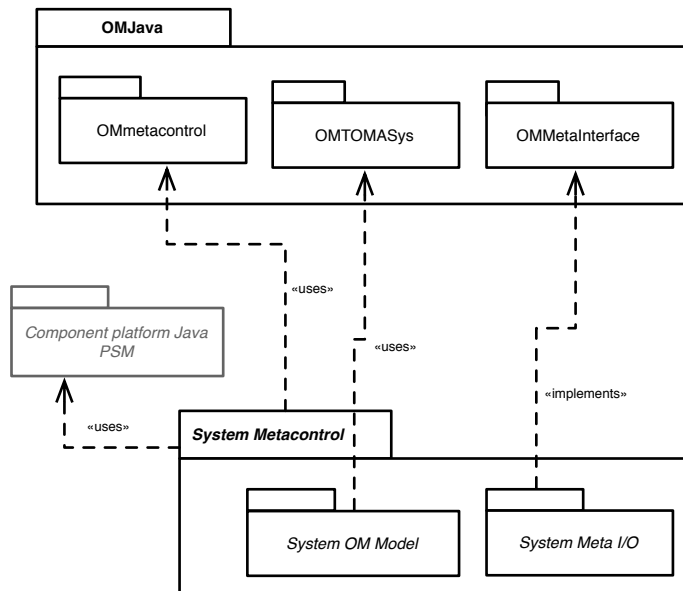 OMJava
OMmetacontrol
OMTOMASys
OMMetaInterface
«uses»
Component platform Java
PSM
«uses»
«implements»
«uses»
System Metacontrol
System OM Model
System Meta I/O